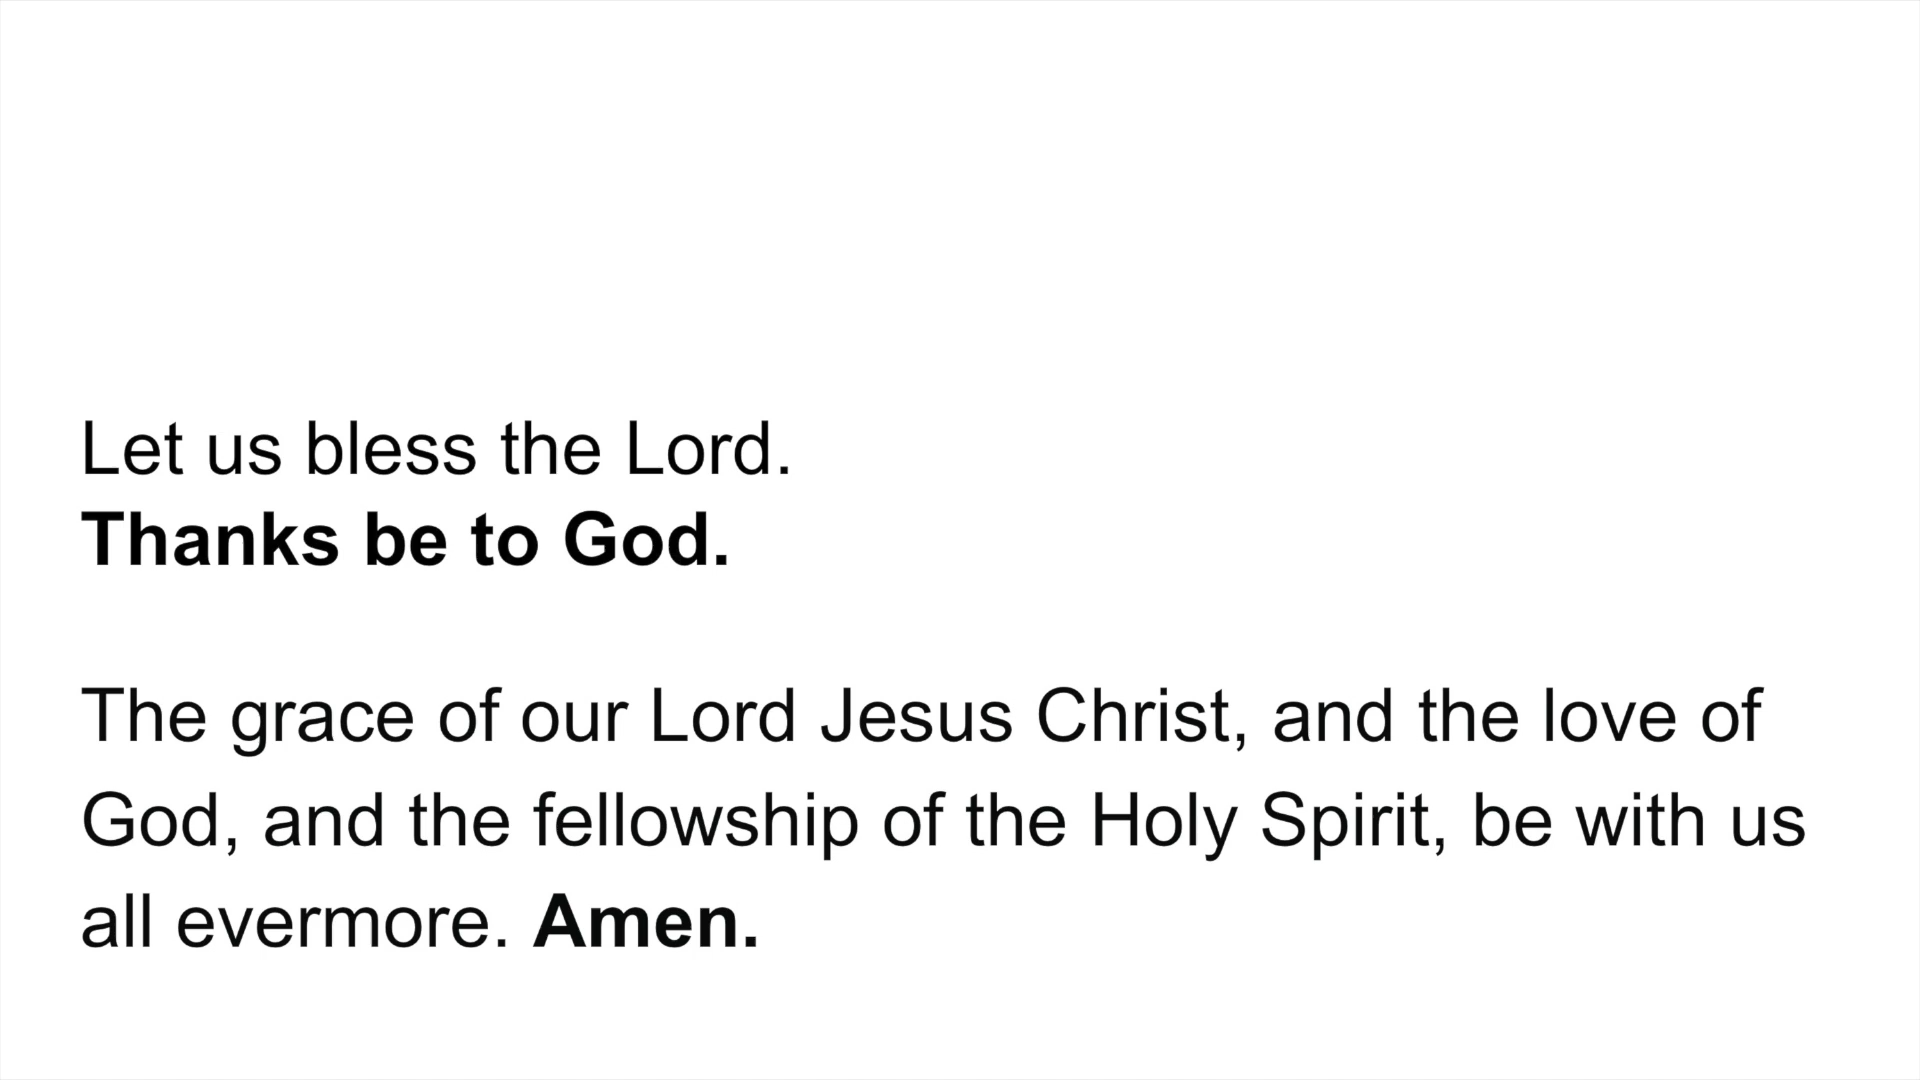 Let us bless the Lord.
Thanks be to God.
The grace of our Lord Jesus Christ, and the love of
God, and the fellowship of the Holy Spirit, be with us
all evermore. Amen.